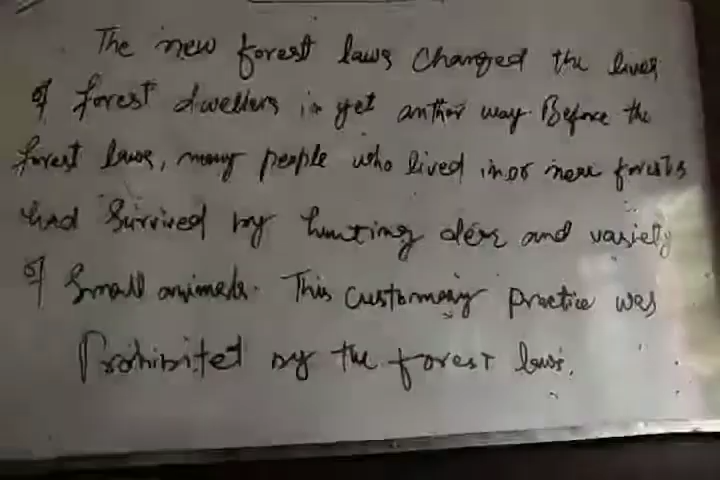 The new forest laws changed the lives
of forest dwellers in yet anther way. Before the
forest laws, many people who lived in or near forests
had Survived by hunting deer and variety
of Small animals. This Customary practice was
Prohibited by the forest laws.